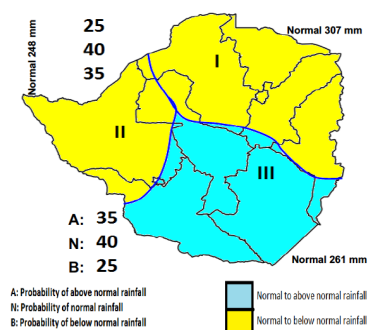 25
40
35
Normal 307 mm
Normal 248 mm
I
II
III
A: 35
N: 40
B: 25
Normal 261 mm
A: Probability of above normal rainfall
N: Probability of normal rainfall
B: Probability of below normal rainfall
Normal to above normal rainfall
Normal to below normal rainfall